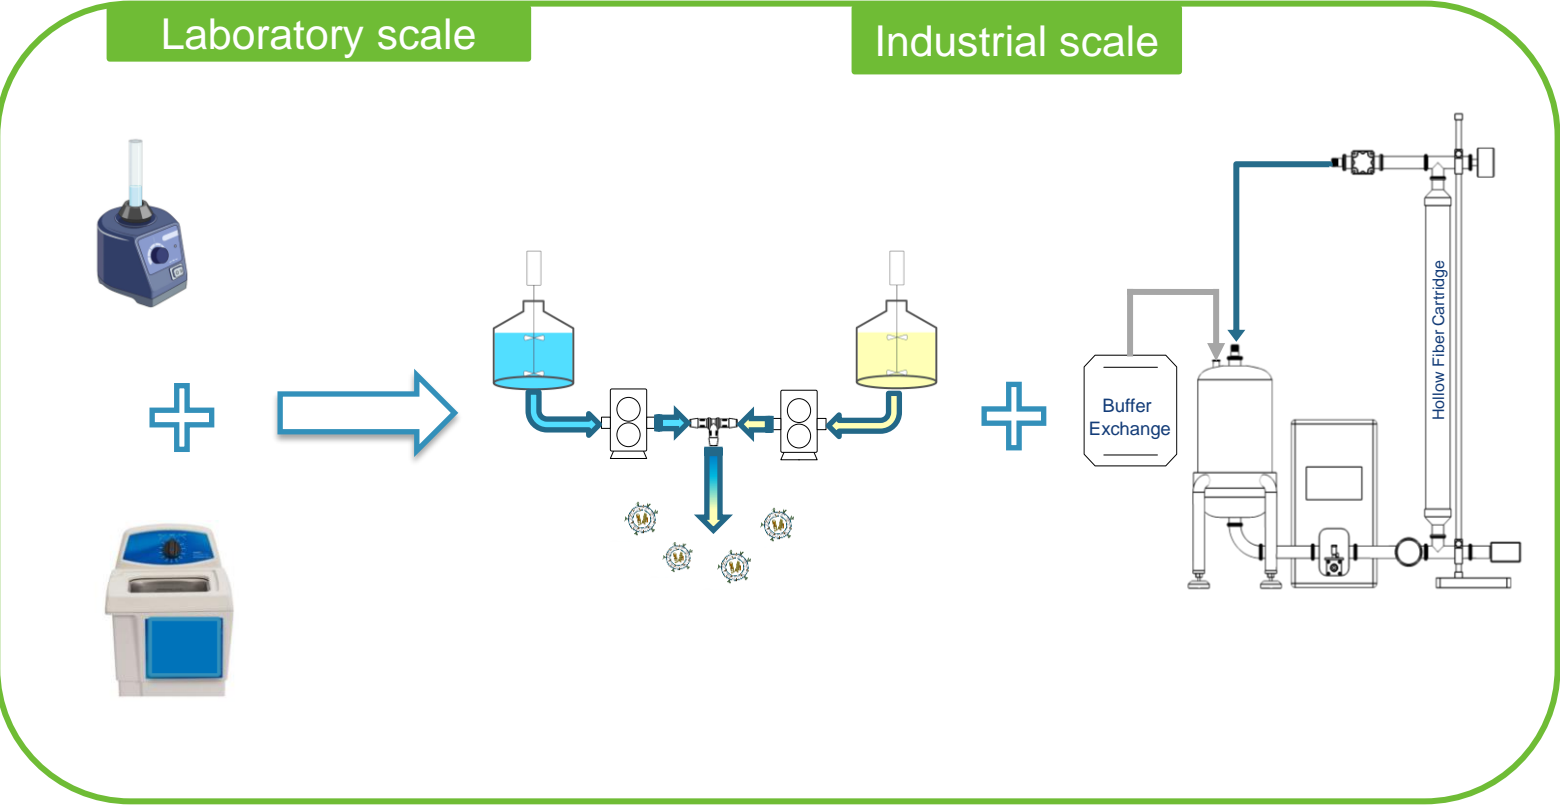 Laboratory scale
Industrial scale
Buffer
Exchange
Hollow Fiber Cartridge